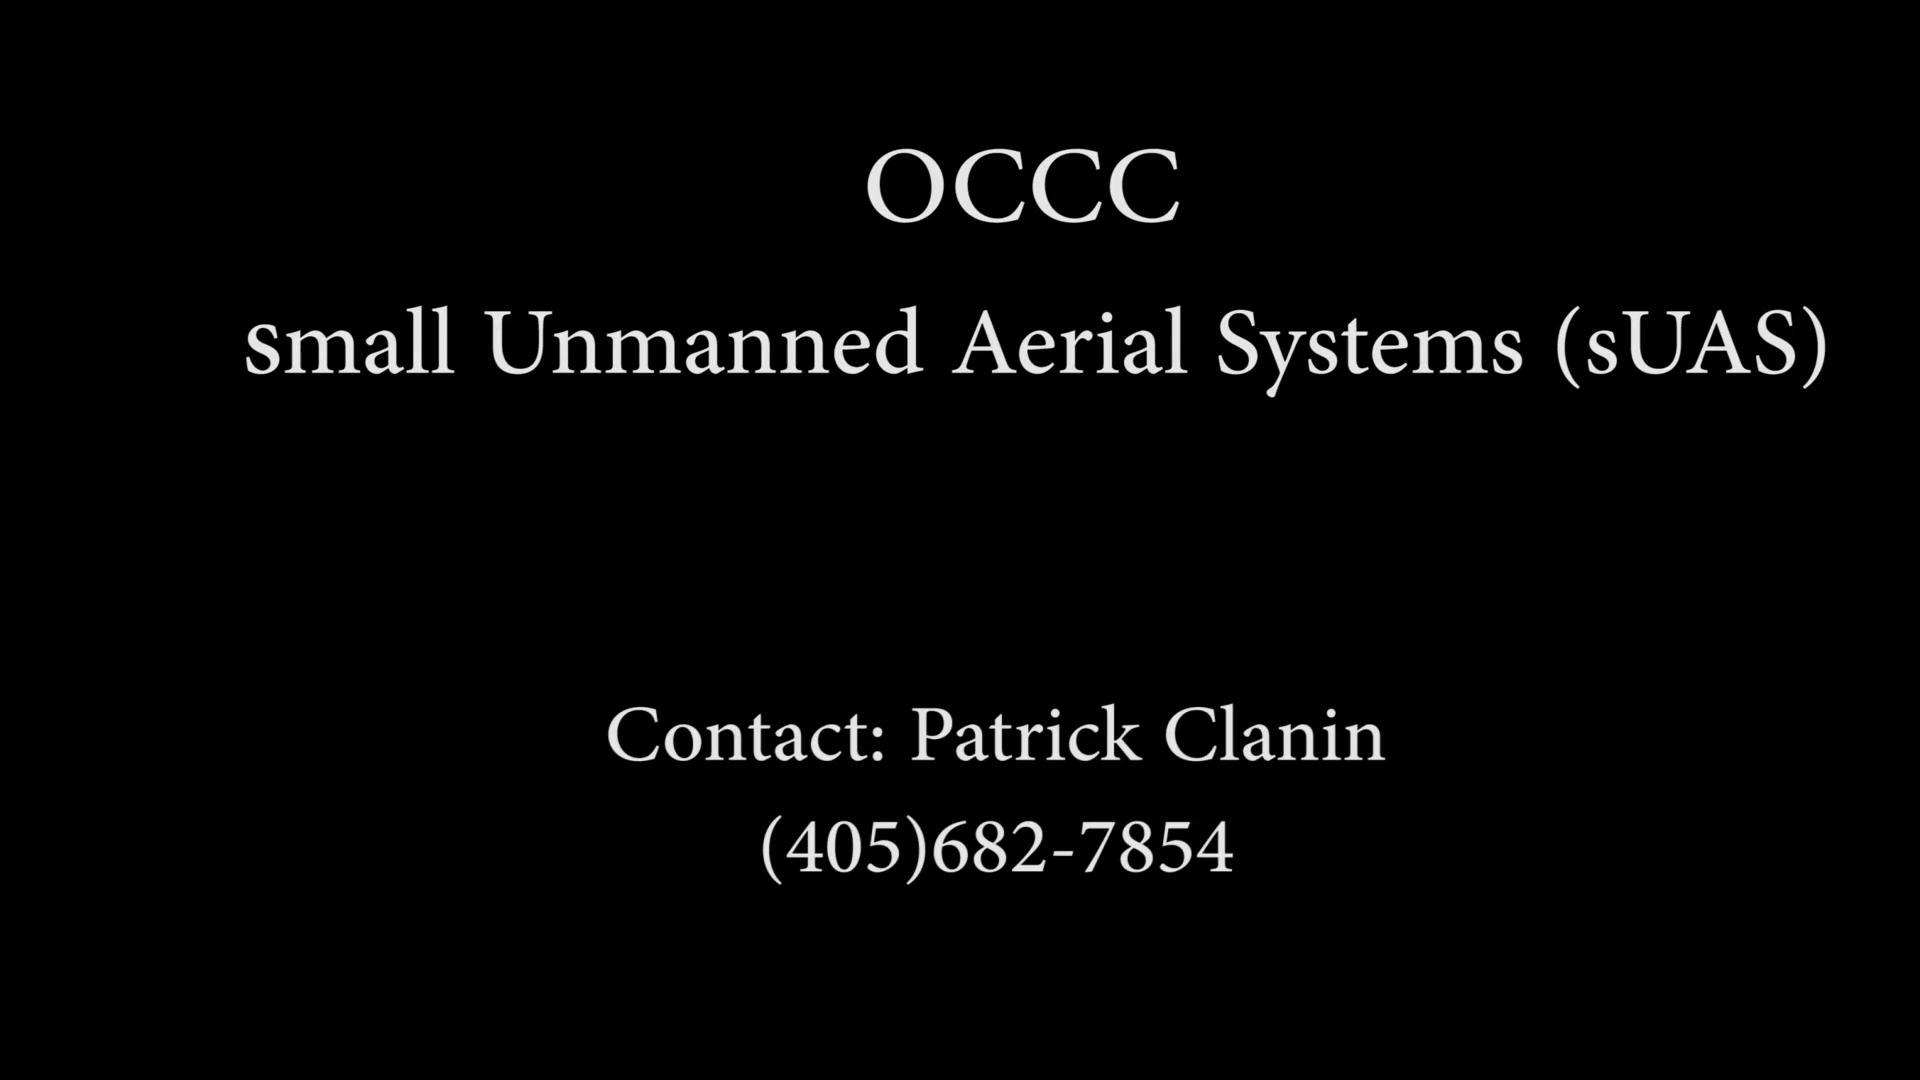 OCCC
small Unmanned Aerial Systems (sUAS)
Contact: Patrick Clanin
(405)682-7854